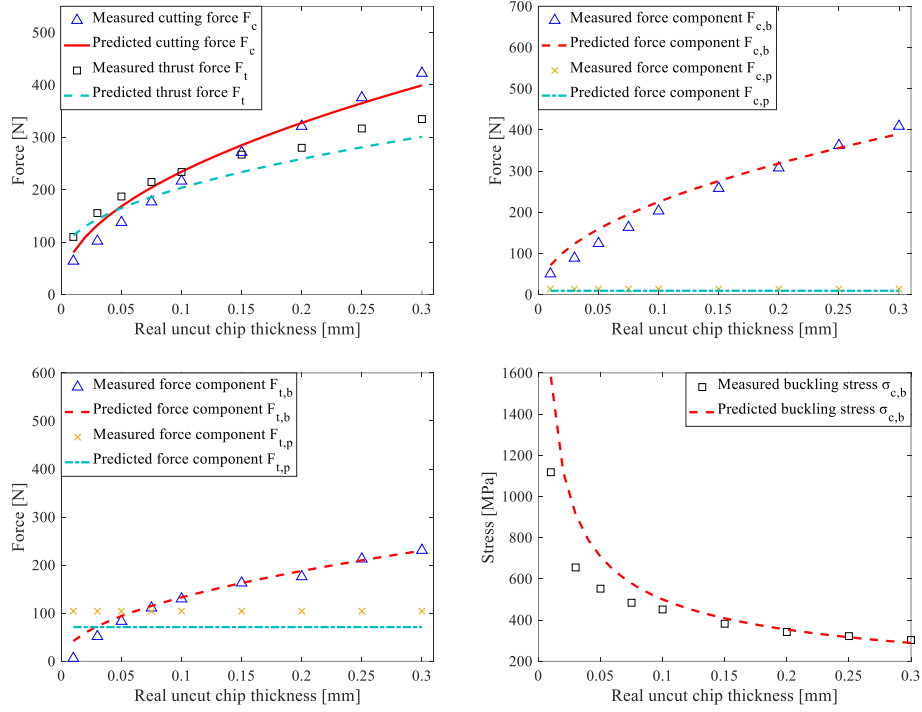 Measured cutting force F_c
Predicted cutting force F_c
Measured thrust force F_t
Predicted thrust force F_t
500
400
300
200
100
0
Force [N]
0
0.05
0.1
0.15
0.2
0.25
0.3
Real uncut chip thickness [mm]
Measured force component F_c,b
Predicted force component F_c,b
Measured force component F_c,p
Predicted force component F_c,p
700
600
500
400
300
200
100
0
Force [N]
0
0.05
0.1
0.15
0.2
0.25
0.3
Real uncut chip thickness [mm]
Measured force component F_t,b
Predicted force component F_t,b
Measured force component F_t,p
Predicted force component F_t,p
600
500
400
300
200
100
0
Force [N]
0
0.05
0.1
0.15
0.2
0.25
0.3
Real uncut chip thickness [mm]
Measured buckling stress σ_c,b
Predicted buckling stress σ_c,b
1600
1400
1200
1000
800
600
400
200
Stress [MPa]
0
0.05
0.1
0.15
0.2
0.25
0.3
Real uncut chip thickness [mm]